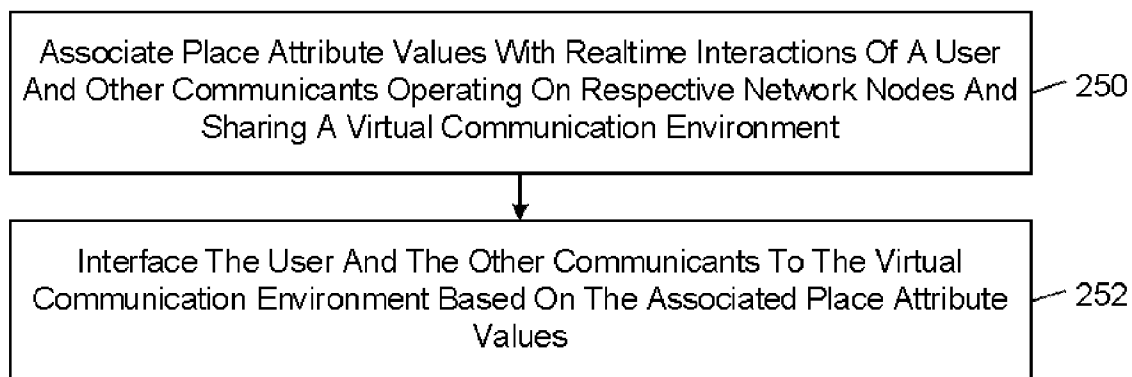 Associate Place Attribute Values With Realtime Interactions Of A User
And Other Communicants Operating On Respective Network Nodes And
Sharing A Virtual Communication Environment
250
Interface The User And The Other Communicants To The Virtual
Communication Environment Based On The Associated Place Attribute
Values
252